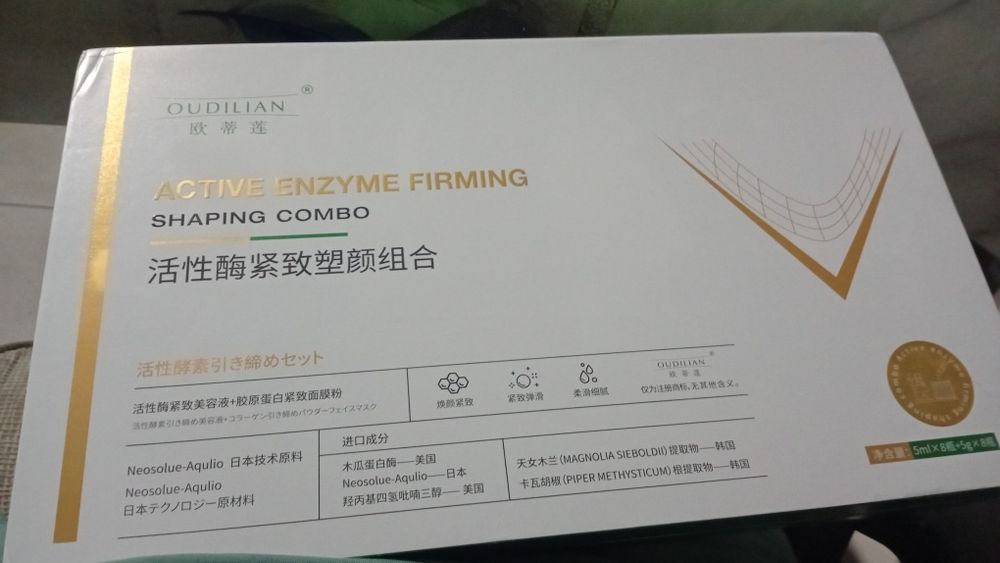 OUDILIAN®
欧蒂莲
ACTIVE ENZYME FIRMING
SHAPING COMBO
活性酶紧致塑颜组合
活性酵素引き締めセット
活性酶紧致美容液+胶原蛋白紧致面膜粉
活性酵素引き締め美容液+コラーゲン引き締めパウダーフェイスマスク
焕颜紧致
紧致弹滑
柔滑细腻
OUDILIAN®
欧蒂莲
仅为注册商标,无其他含义。
Neosolue-Aqulio 日本技术原料
Neosolue-Aqulio
日本テクノロジー原材料
进口成分
木瓜蛋白酶——美国
Neosolue-Aqulio——日本
羟丙基四氢吡喃三醇——美国
天女木兰(MAGNOLIA SIEBOLDII)提取物——韩国
卡瓦胡椒(PIPER METHYSTICUM)根提取物——韩国
active enzyme firming shaping combo
净含量: 5ml×8瓶+5g×8瓶